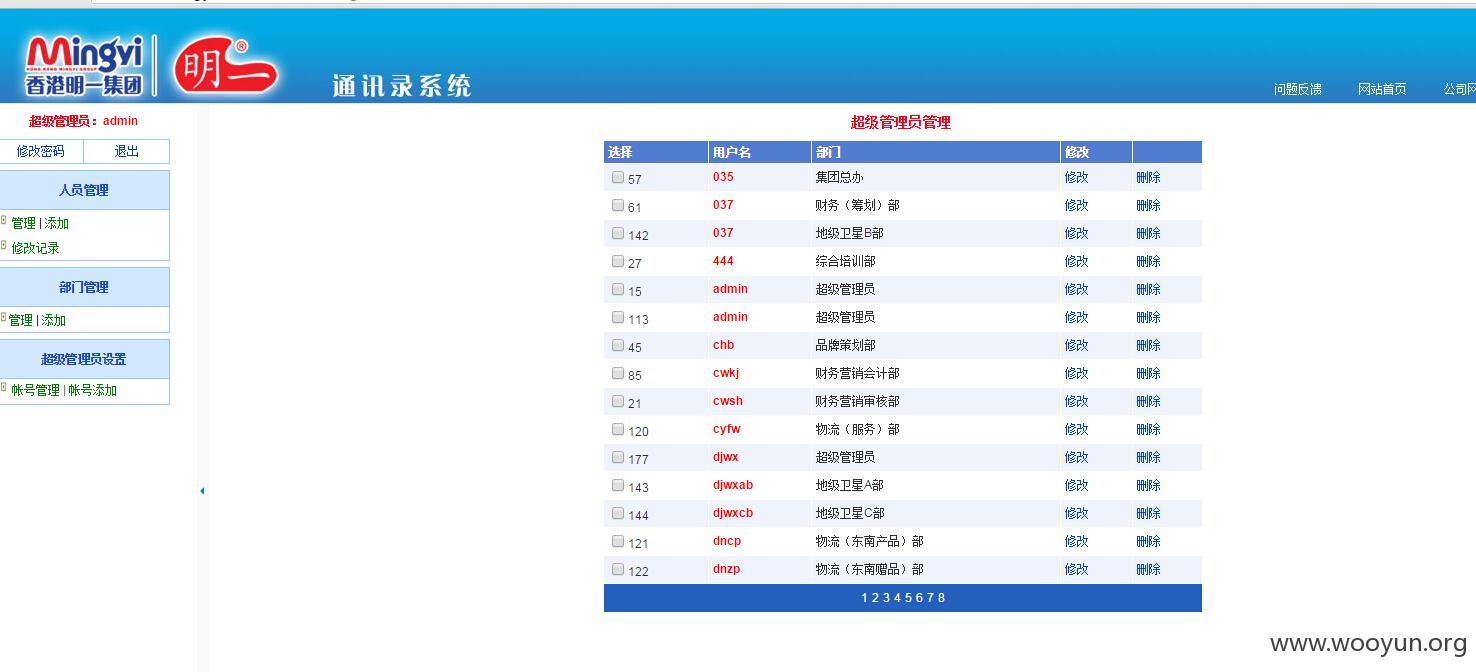 Mingyi
香港明一集团
明一®
通讯录系统
问题反馈 网站首页 公司网
超级管理员：admin
修改密码 退出
人员管理
管理 | 添加
修改记录
部门管理
管理 | 添加
超级管理员设置
帐号管理 | 帐号添加
超级管理员管理
选择 用户名 部门 修改
57 035 集团总办 修改 删除
61 037 财务（筹划）部 修改 删除
142 037 地级卫星B部 修改 删除
27 444 综合培训部 修改 删除
15 admin 超级管理员 修改 删除
113 admin 超级管理员 修改 删除
45 chb 品牌策划部 修改 删除
85 cwkj 财务营销会计部 修改 删除
21 cwsh 财务营销审核部 修改 删除
120 cyfw 物流（服务）部 修改 删除
177 djwx 超级管理员 修改 删除
143 djwxab 地级卫星A部 修改 删除
144 djwxcb 地级卫星C部 修改 删除
121 dncp 物流（东南产品）部 修改 删除
122 dnzp 物流（东南赠品）部 修改 删除
1 2 3 4 5 6 7 8
www.wooyun.org